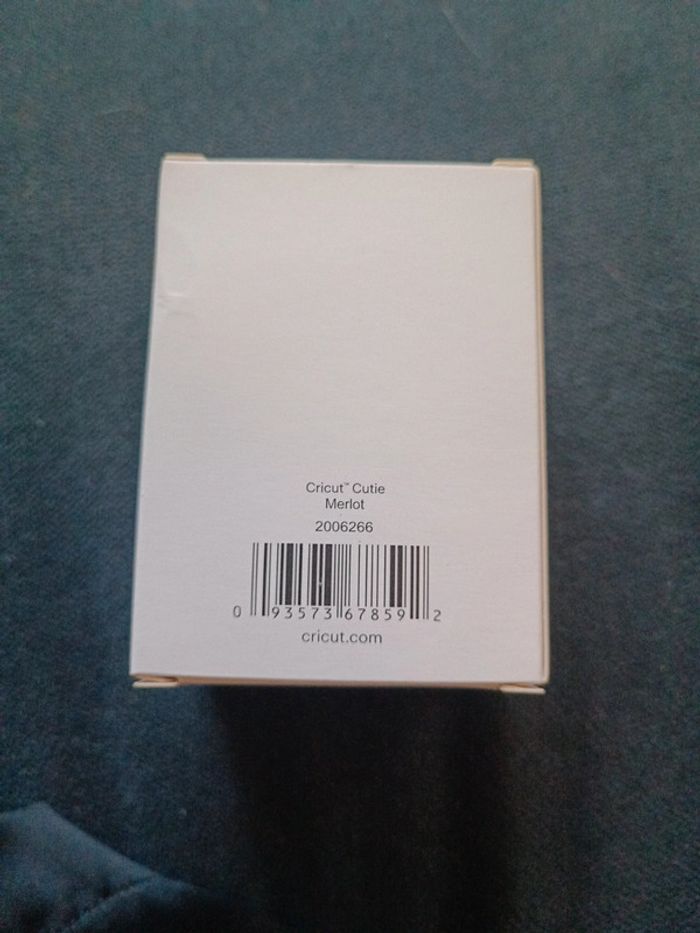 Cricut™ Cutie
Merlot
2006266
0 93573 67859 2
cricut.com